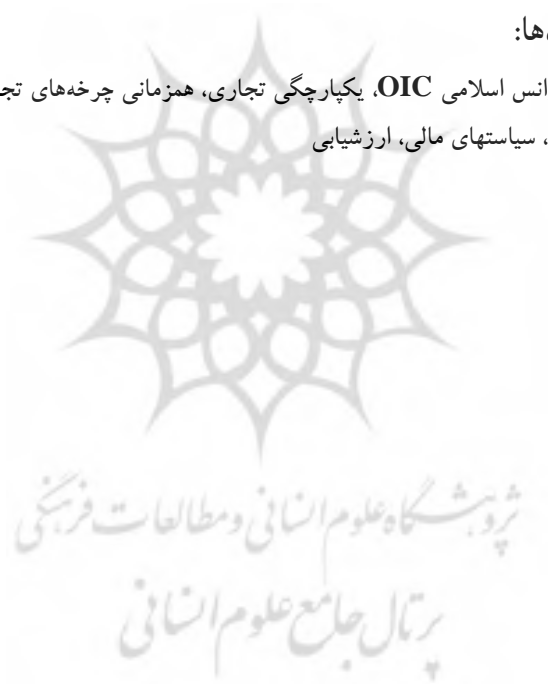 ها:
انس اسلامی OIC، یکپارچگی تجاری، همزمانی چرخه‌های تج
، سیاستهای مالی، ارزشیابی
پژوهشگاه علوم انسانی و مطالعات فرهنگی
پرتال جامع علوم انسانی